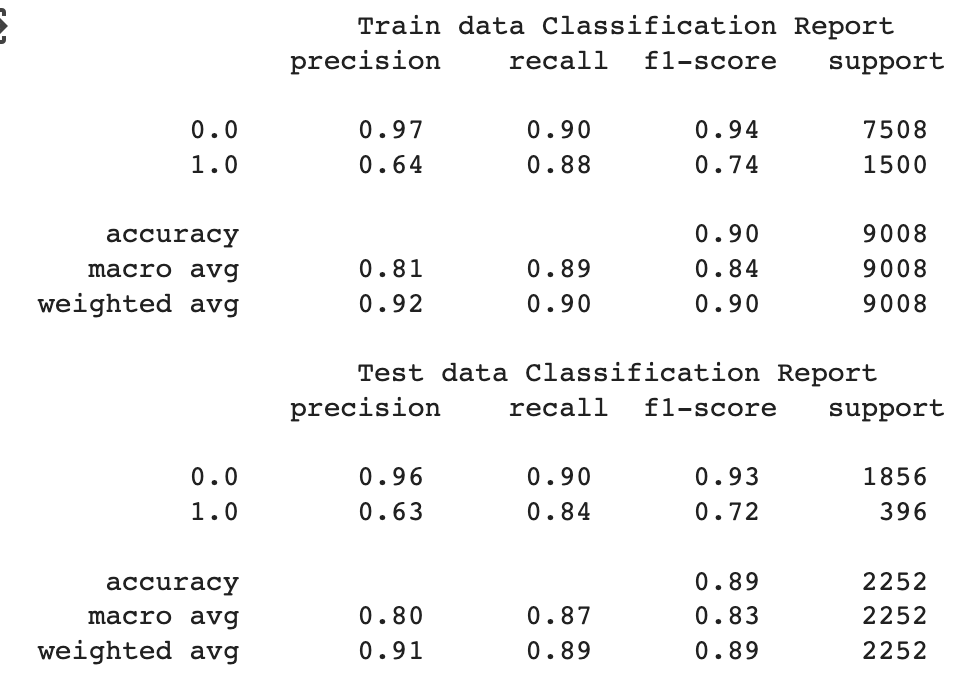 Train data Classification Report
precision recall f1-score support
0.0 0.97 0.90 0.94 7508
1.0 0.64 0.88 0.74 1500
accuracy 0.90 9008
macro avg 0.81 0.89 0.84 9008
weighted avg 0.92 0.90 0.90 9008
Test data Classification Report
precision recall f1-score support
0.0 0.96 0.90 0.93 1856
1.0 0.63 0.84 0.72 396
accuracy 0.89 2252
macro avg 0.80 0.87 0.83 2252
weighted avg 0.91 0.89 0.89 2252